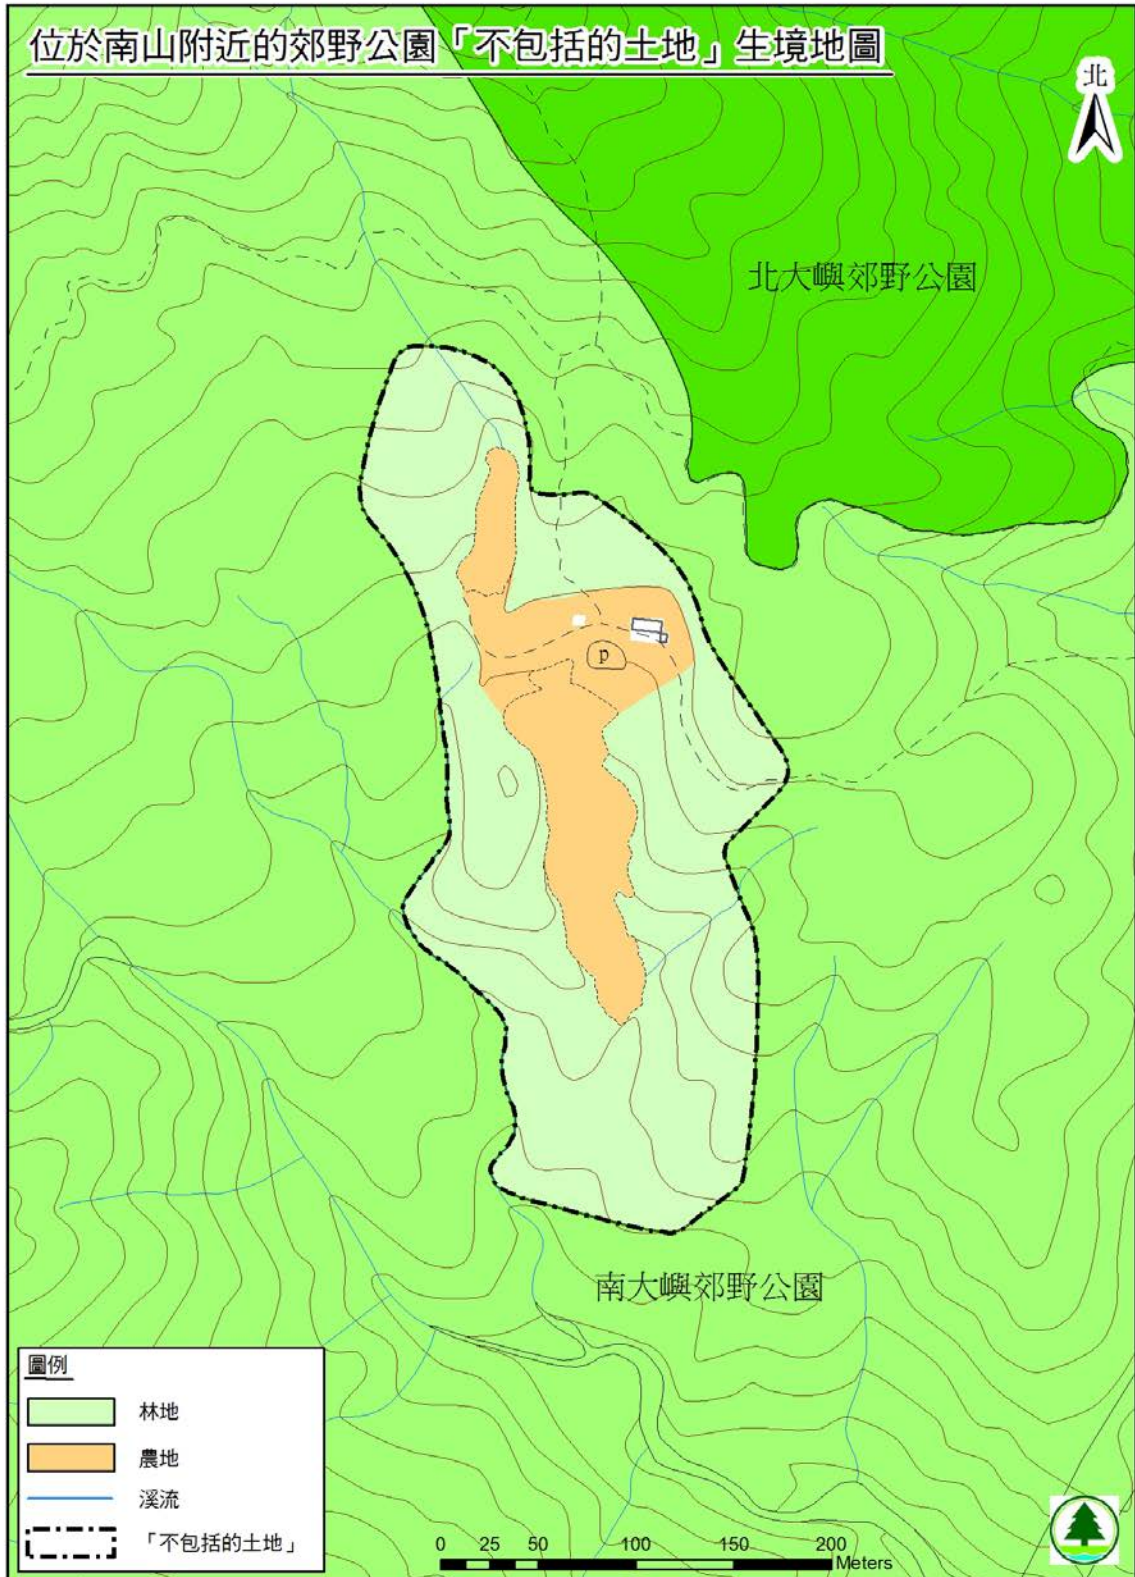 位於南山附近的郊野公園「不包括的土地」生境地圖
北
北大嶼郊野公園
p
南大嶼郊野公園
圖例
林地
農地
溪流
「不包括的土地」
0 25 50 100 150 200
Meters